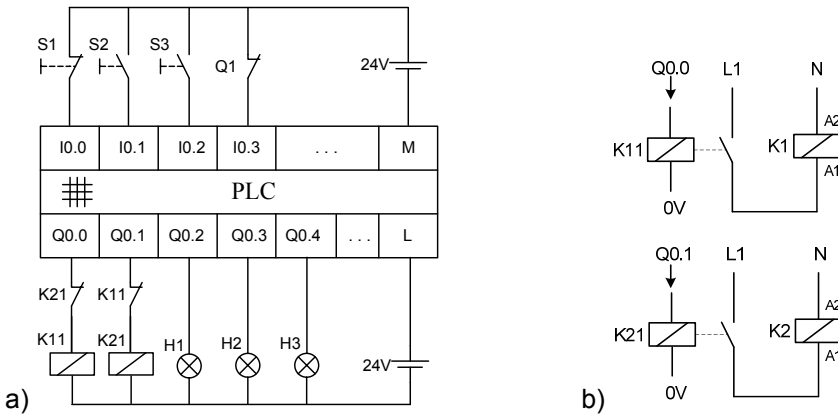 S1 S2 S3 Q1 24V
I0.0 I0.1 I0.2 I0.3 . . . M
PLC
Q0.0 Q0.1 Q0.2 Q0.3 Q0.4 . . . L
K21 K11
K11 K21 H1 H2 H3 24V
a)
Q0.0 L1 N
A2
K11 K1
A1
0V
Q0.1 L1 N
A2
K21 K2
A1
0V
b)